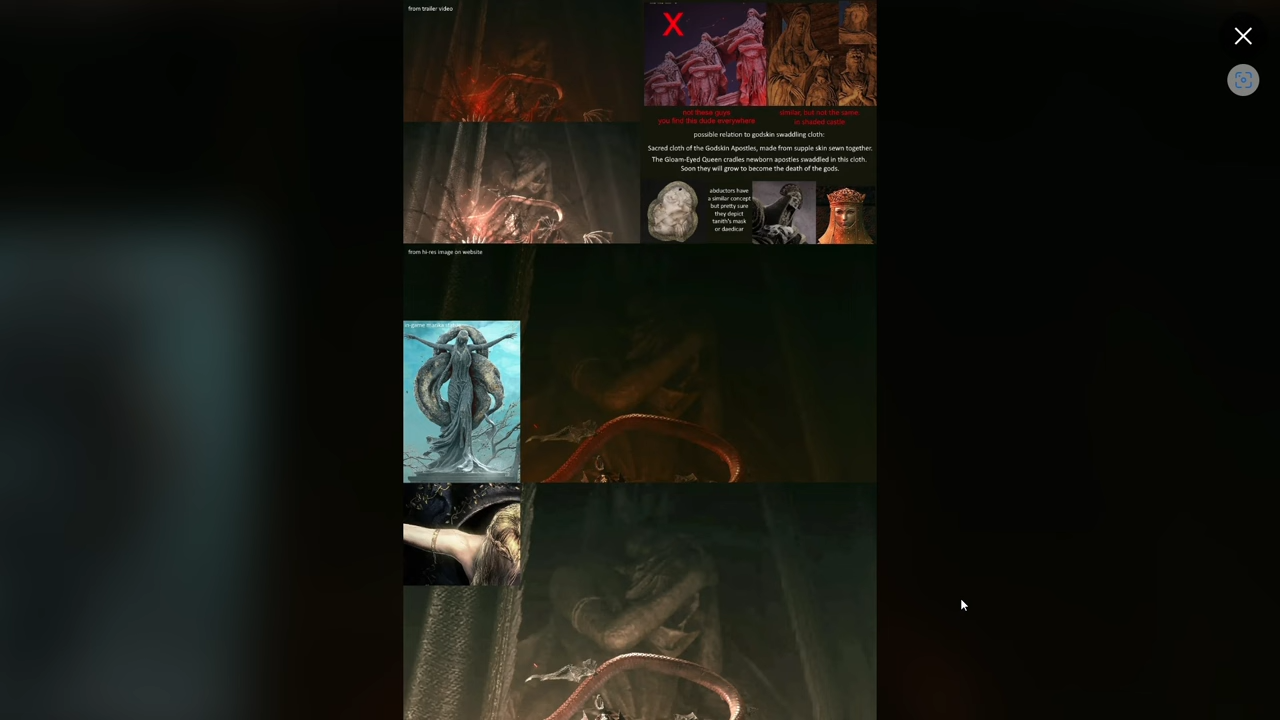 from trailer video
X
not these guys
you find this dude everywhere
similar, but not the same.
in shaded castle
possible relation to godskin swaddling cloth:
Sacred cloth of the Godskin Apostles, made from supple skin sewn together.
The Gloam-Eyed Queen cradles newborn apostles swaddled in this cloth.
Soon they will grow to become the death of the gods.
abductors have
a similar concept
but pretty sure
they depict
tanith's mask
or daedicar
from hi-res image on website
in-game marika